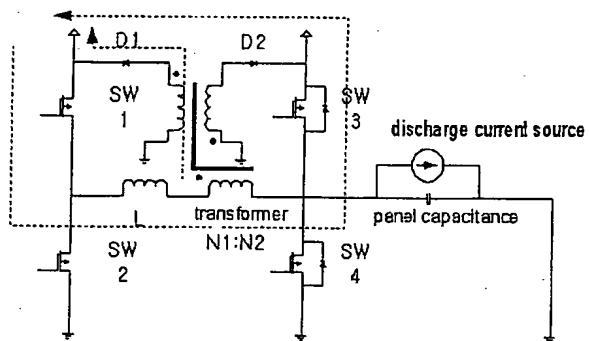 D1
D2
SW
1
SW
3
discharge current source
L
transformer
panel capacitance
N1:N2
SW
2
SW
4